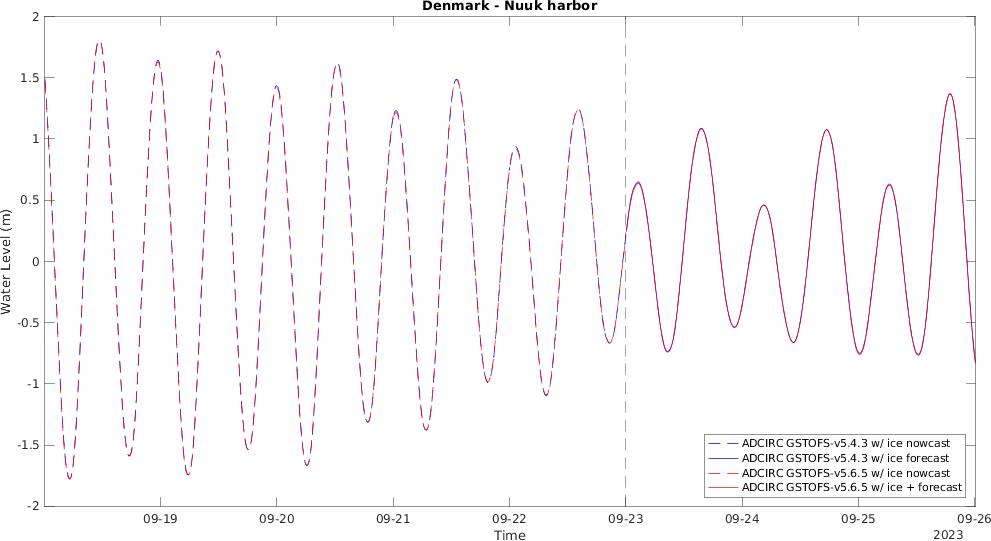 Denmark - Nuuk harbor
2
1.5
1
0.5
0
-0.5
-1
-1.5
-2
Water Level (m)
ADCIRC GSTOFS-v5.4.3 w/ ice nowcast
ADCIRC GSTOFS-v5.4.3 w/ ice forecast
ADCIRC GSTOFS-v5.6.5 w/ ice nowcast
ADCIRC GSTOFS-v5.6.5 w/ ice + forecast
09-19 09-20 09-21 09-22 09-23 09-24 09-25 09-26
Time
2023